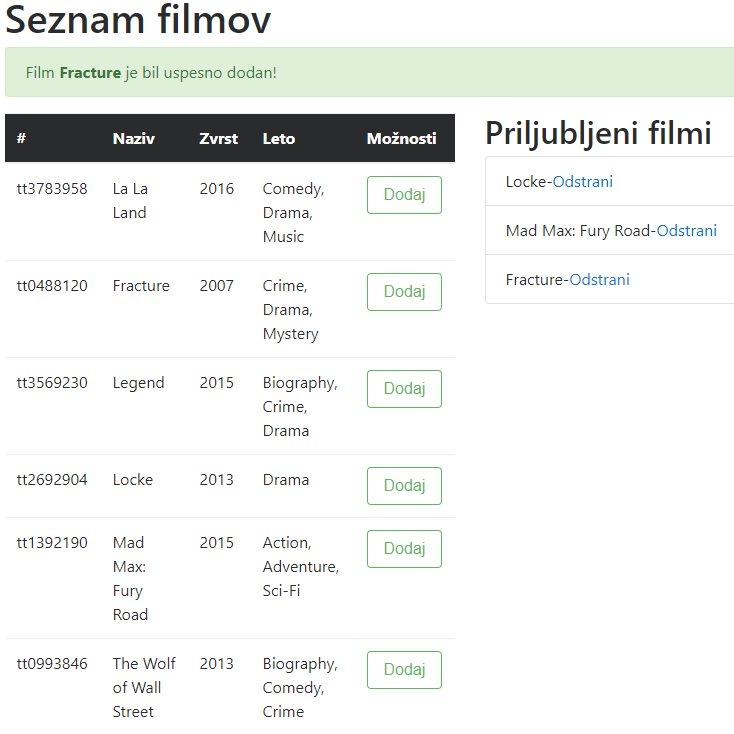 Seznam filmov
Film Fracture je bil uspesno dodan!
# Naziv Zvrst Leto Možnosti
tt3783958 La La 2016 Comedy, Dodaj
Land Drama,
Music
tt0488120 Fracture 2007 Crime, Dodaj
Drama,
Mystery
tt3569230 Legend 2015 Biography, Dodaj
Crime,
Drama
tt2692904 Locke 2013 Drama Dodaj
tt1392190 Mad 2015 Action, Dodaj
Max: Adventure,
Fury Sci-Fi
Road
tt0993846 The Wolf 2013 Biography, Dodaj
of Wall Comedy,
Street Crime
Priljubljeni filmi
Locke-Odstrani
Mad Max: Fury Road-Odstrani
Fracture-Odstrani